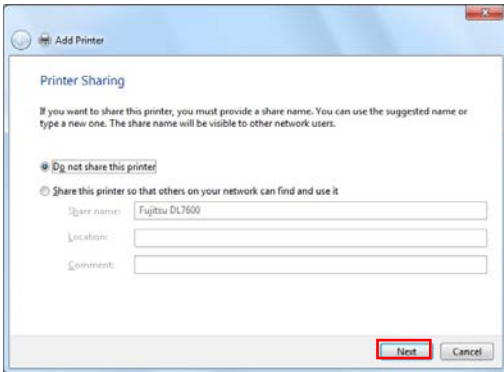 Add Printer
Printer Sharing
If you want to share this printer, you must provide a share name. You can use the suggested name or
type a new one. The share name will be visible to other network users.
Do not share this printer
Share this printer so that others on your network can find and use it
Share name: Fujitsu DL7600
Location:
Comment:
Next Cancel